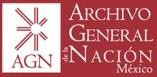 AGN
ARCHIVO
GENERAL
de la NACIÓN
México